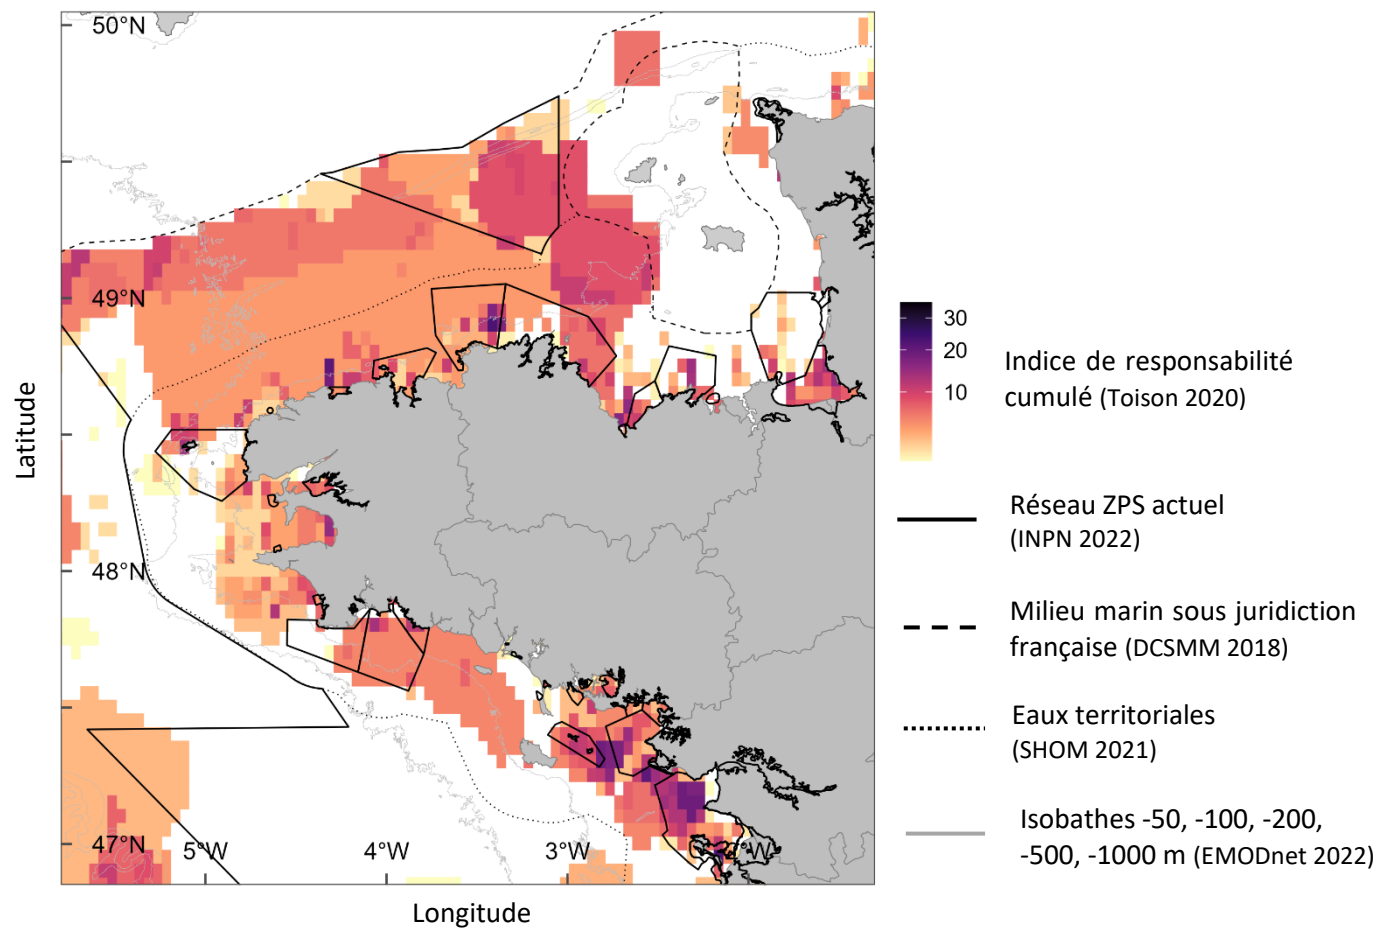 50°N
49°N
48°N
47°N
5°W
4°W
3°W
°W
Latitude
Longitude
30
20
10
Indice de responsabilité
cumulé (Toison 2020)
Réseau ZPS actuel
(INPN 2022)
Milieu marin sous juridiction
française (DCSMM 2018)
Eaux territoriales
(SHOM 2021)
Isobathes -50, -100, -200,
-500, -1000 m (EMODnet 2022)